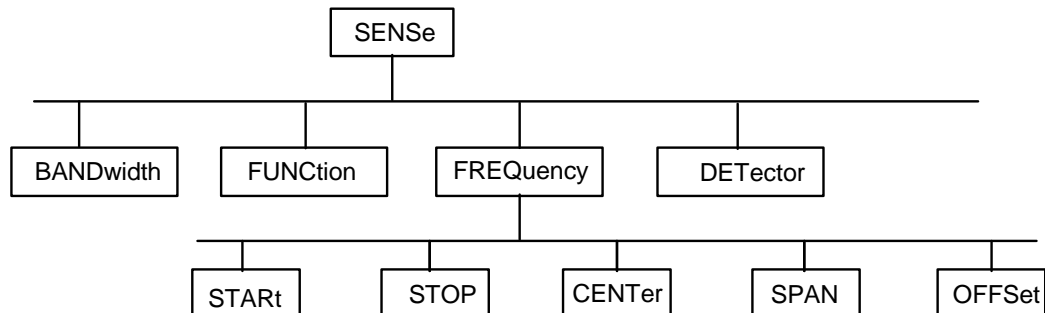 SENSe
BANDwidth
FUNCtion
FREQuency
DETector
STARt
STOP
CENTer
SPAN
OFFSet